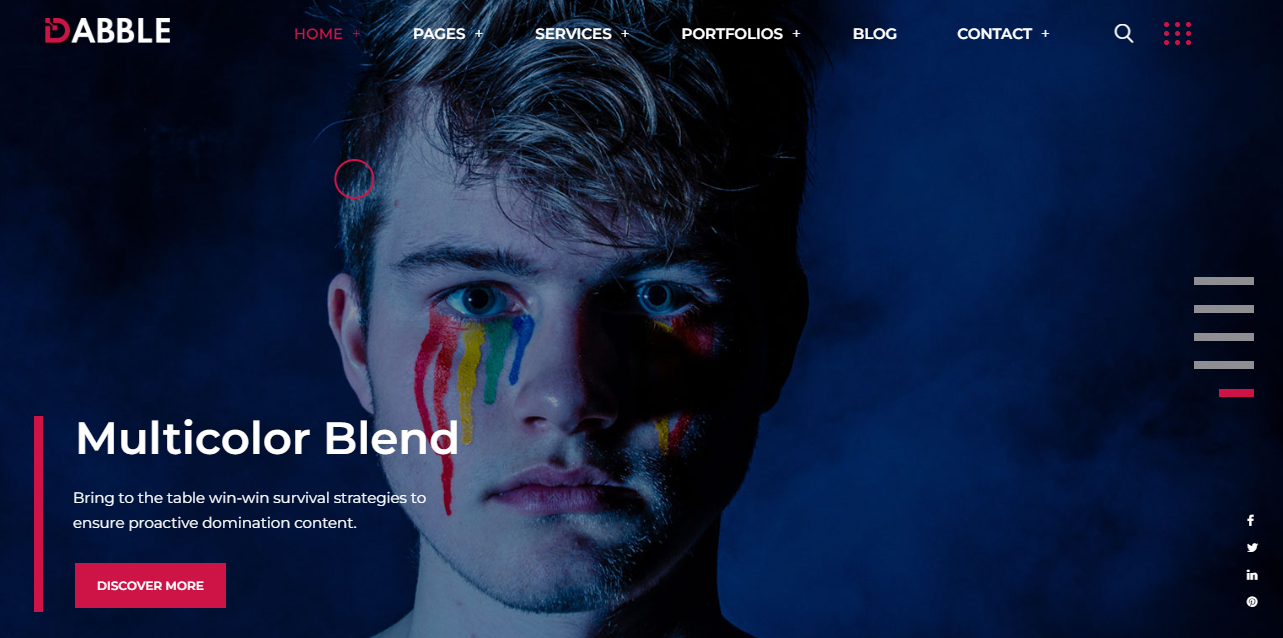 DABBLE
HOME +
PAGES +
SERVICES +
PORTFOLIOS +
BLOG
CONTACT +
Multicolor Blend
Bring to the table win-win survival strategies to
ensure proactive domination content.
DISCOVER MORE